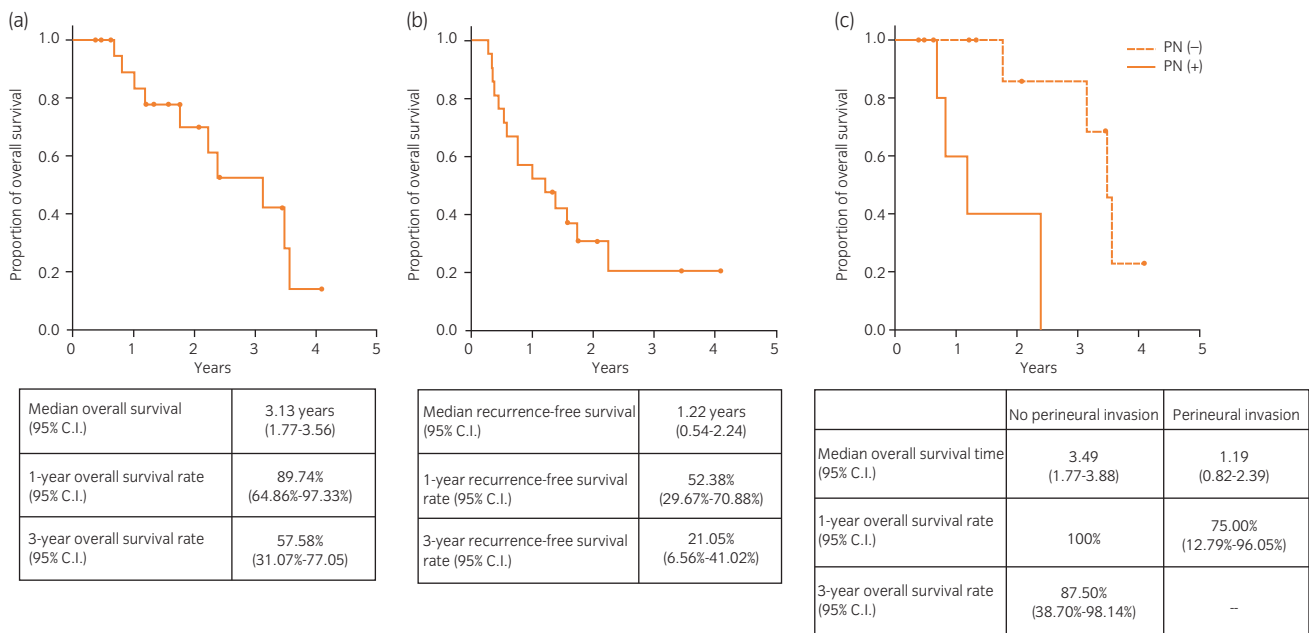 (a)
Proportion of overall survival
1.0
0.8
0.6
0.4
0.2
0.0
0 1 2 3 4 5
Years
Median overall survival
(95% C.I.)
3.13 years
(1.77-3.56)
1-year overall survival rate
(95% C.I.)
89.74%
(64.86%-97.33%)
3-year overall survival rate
(95% C.I.)
57.58%
(31.07%-77.05)
(b)
Proportion of overall survival
1.0
0.8
0.6
0.4
0.2
0.0
0 1 2 3 4 5
Years
Median recurrence-free survival
(95% C.I.)
1.22 years
(0.54-2.24)
1-year recurrence-free survival
rate (95% C.I.)
52.38%
(29.67%-70.88%)
3-year recurrence-free survival
rate (95% C.I.)
21.05%
(6.56%-41.02%)
(c)
Proportion of overall survival
1.0
0.8
0.6
0.4
0.2
0.0
0 1 2 3 4 5
Years
PN (–)
PN (+)
No perineural invasion
Perineural invasion
Median overall survival time
(95% C.I.)
3.49
(1.77-3.88)
1.19
(0.82-2.39)
1-year overall survival rate
(95% C.I.)
100%
75.00%
(12.79%-96.05%)
3-year overall survival rate
(95% C.I.)
87.50%
(38.70%-98.14%)
--